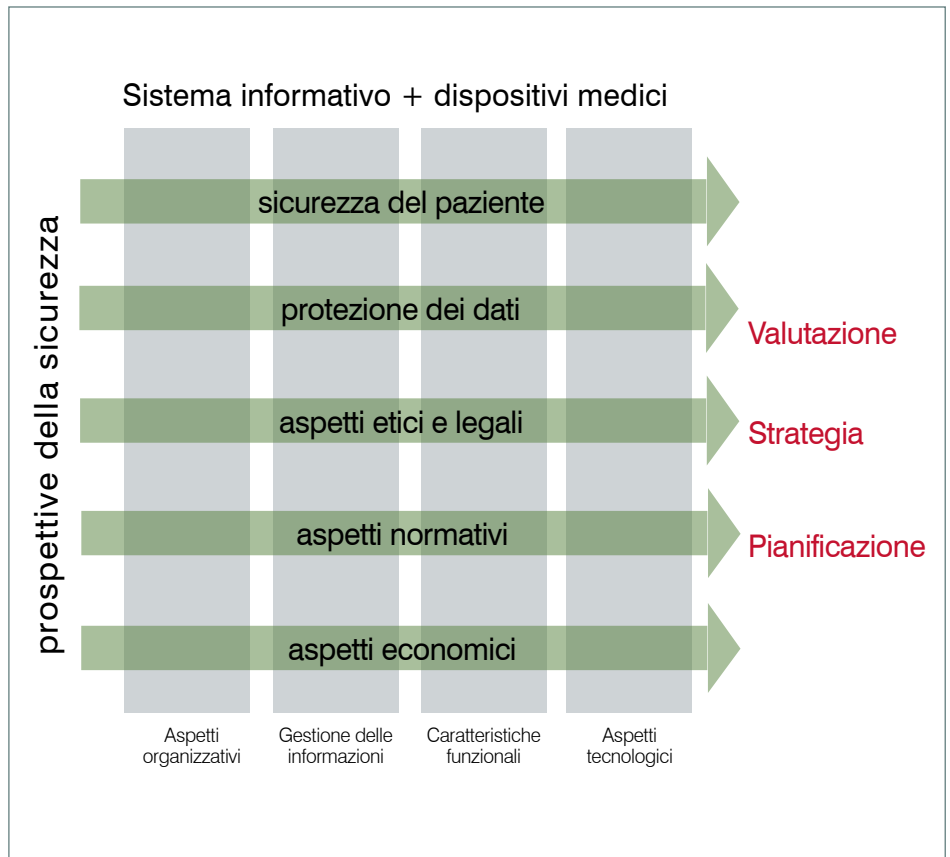 Sistema informativo + dispositivi medici
prospettive della sicurezza
sicurezza del paziente
protezione dei dati
Valutazione
aspetti etici e legali
Strategia
aspetti normativi
Pianificazione
aspetti economici
Aspetti
organizzativi
Gestione delle
informazioni
Caratteristiche
funzionali
Aspetti
tecnologici